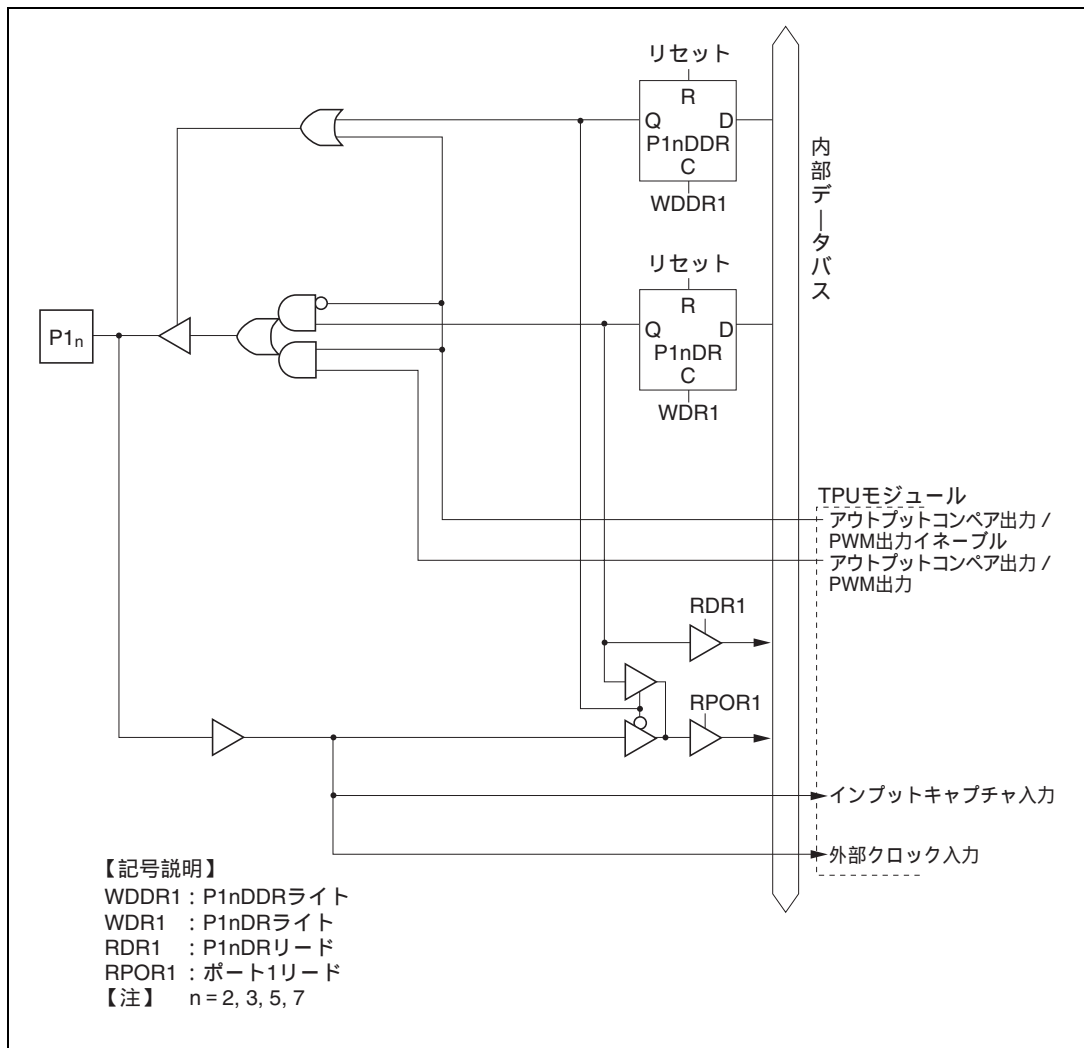 リセット
R
Q D
P1nDDR
C
WDDR1
内部データバス
リセット
R
Q D
P1nDR
C
WDR1
P1n
TPUモジュール
アウトプットコンペア出力 /
PWM出力イネーブル
アウトプットコンペア出力 /
PWM出力
RDR1
RPOR1
インプットキャプチャ入力
外部クロック入力
【記号説明】
WDDR1 : P1nDDRライト
WDR1 : P1nDRライト
RDR1 : P1nDRリード
RPOR1 : ポート1リード
【注】 n = 2, 3, 5, 7